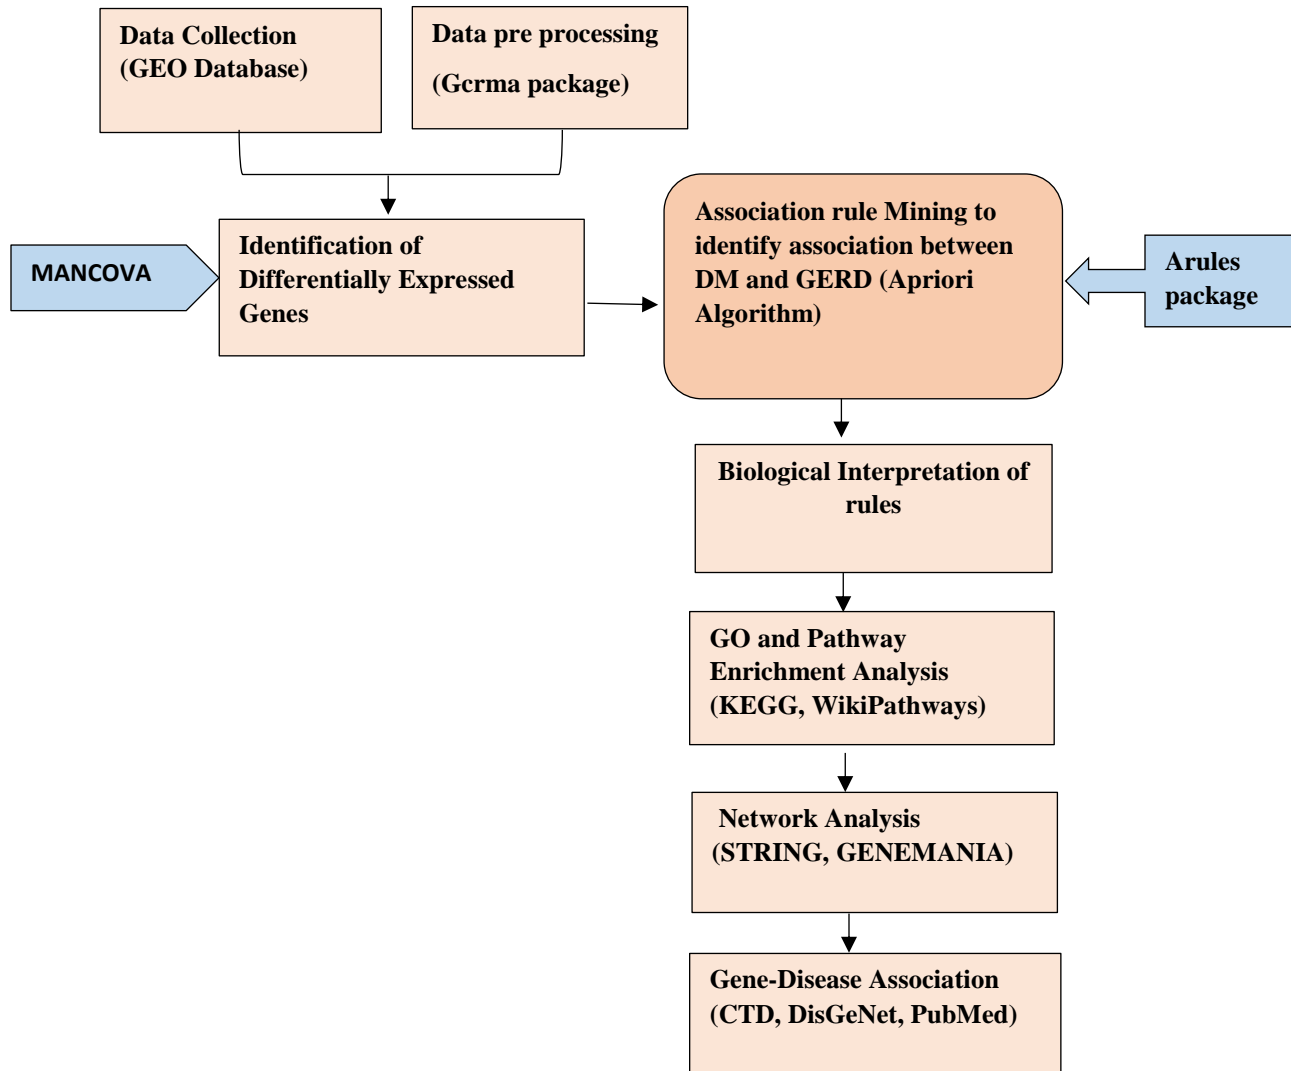 Data Collection
(GEO Database)
Data pre processing
(Gcrma package)
Identification of
Differentially Expressed
Genes
MANCOVA
Association rule Mining to
identify association between
DM and GERD (Apriori
Algorithm)
Arules
package
Biological Interpretation of
rules
GO and Pathway
Enrichment Analysis
(KEGG, WikiPathways)
Network Analysis
(STRING, GENEMANIA)
Gene-Disease Association
(CTD, DisGeNet, PubMed)